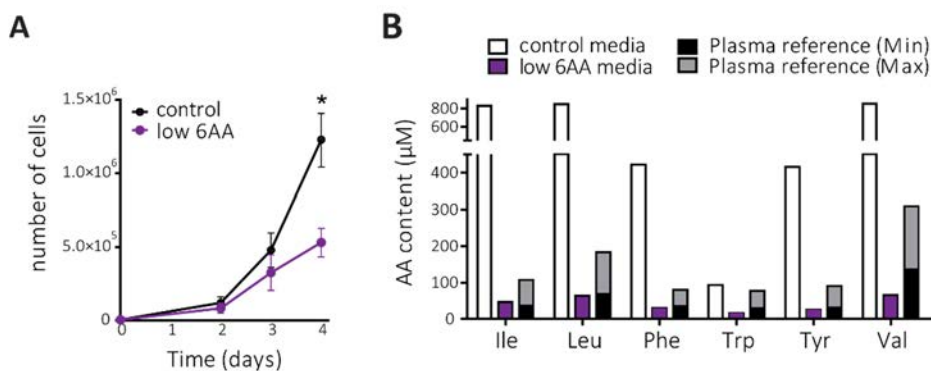 A
B
control media
low 6AA media
Plasma reference (Min)
Plasma reference (Max)
number of cells
1.5×10⁶
1.0×10⁶
5.0×10⁵
0
control
low 6AA
*
0 1 2 3 4
Time (days)
AA content (µM)
800
600
400
300
200
100
0
Ile Leu Phe Trp Tyr Val